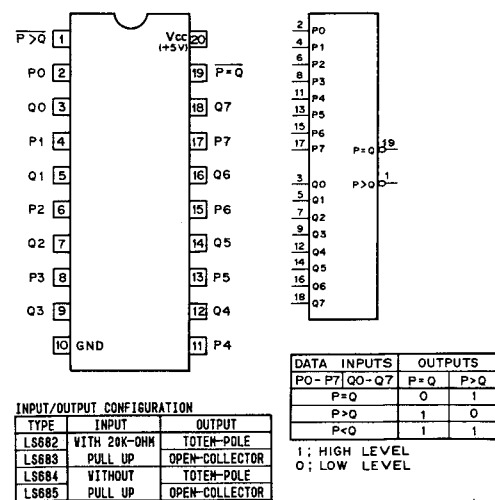 P>Q 1 Vcc 20
(+5V)
P0 2 19 P=Q
Q0 3 18 Q7
P1 4 17 P7
Q1 5 16 Q6
P2 6 15 P6
Q2 7 14 Q5
P3 8 13 P5
Q3 9 12 Q4
10 GND 11 P4
2 P0
4 P1
6 P2
8 P3
11 P4
13 P5
15 P6
17 P7 P=Q 19
3 Q0 P>Q 1
5 Q1
7 Q2
9 Q3
12 Q4
14 Q5
16 Q6
18 Q7
DATA INPUTS OUTPUTS
P0-P7 Q0-Q7 P=Q P>Q
P=Q 0 1
P>Q 1 0
P<Q 1 1
1; HIGH LEVEL
0; LOW LEVEL
INPUT/OUTPUT CONFIGURATION
TYPE INPUT OUTPUT
LS682 WITH 20K-OHM TOTEM-POLE
LS683 PULL UP OPEN-COLLECTOR
LS684 WITHOUT TOTEM-POLE
LS685 PULL UP OPEN-COLLECTOR